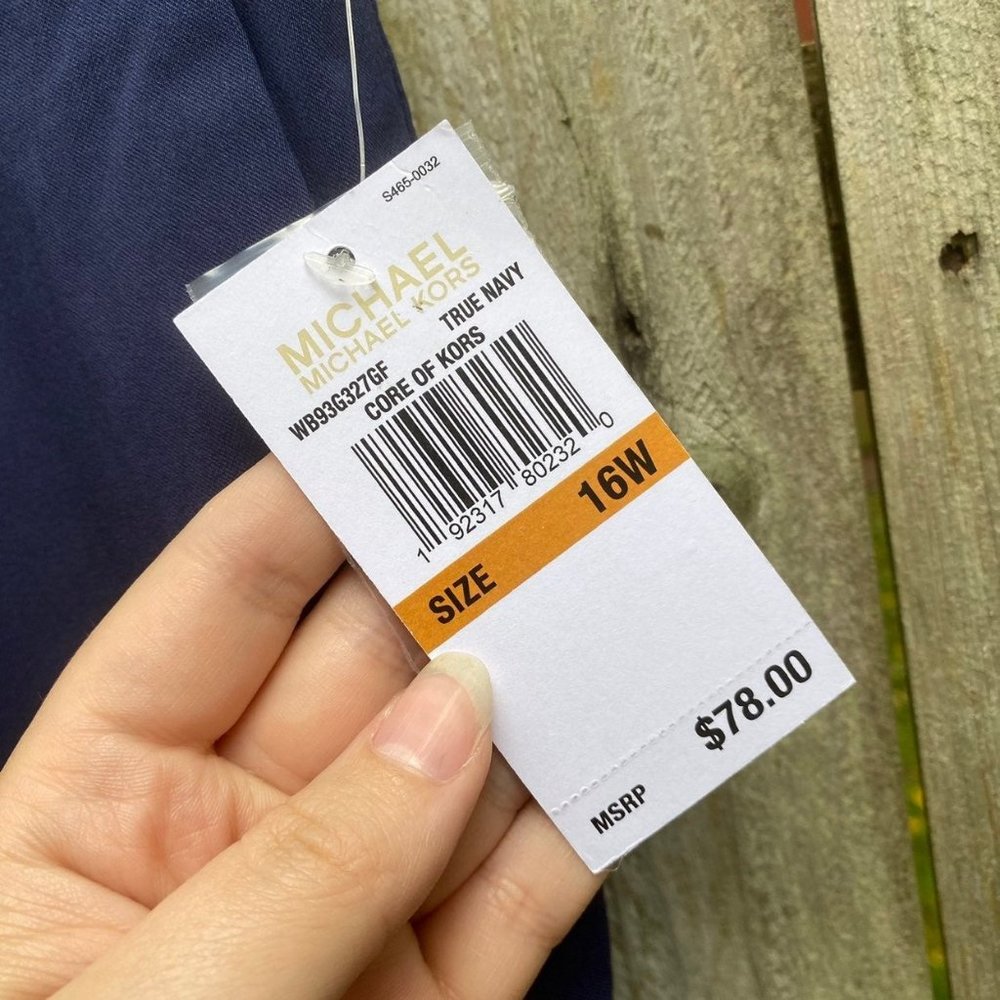 S465-0032
MICHAEL
MICHAEL KORS
WB93G327GF TRUE NAVY
CORE OF KORS
1 92317 80232 0
SIZE 16W
MSRP $78.00